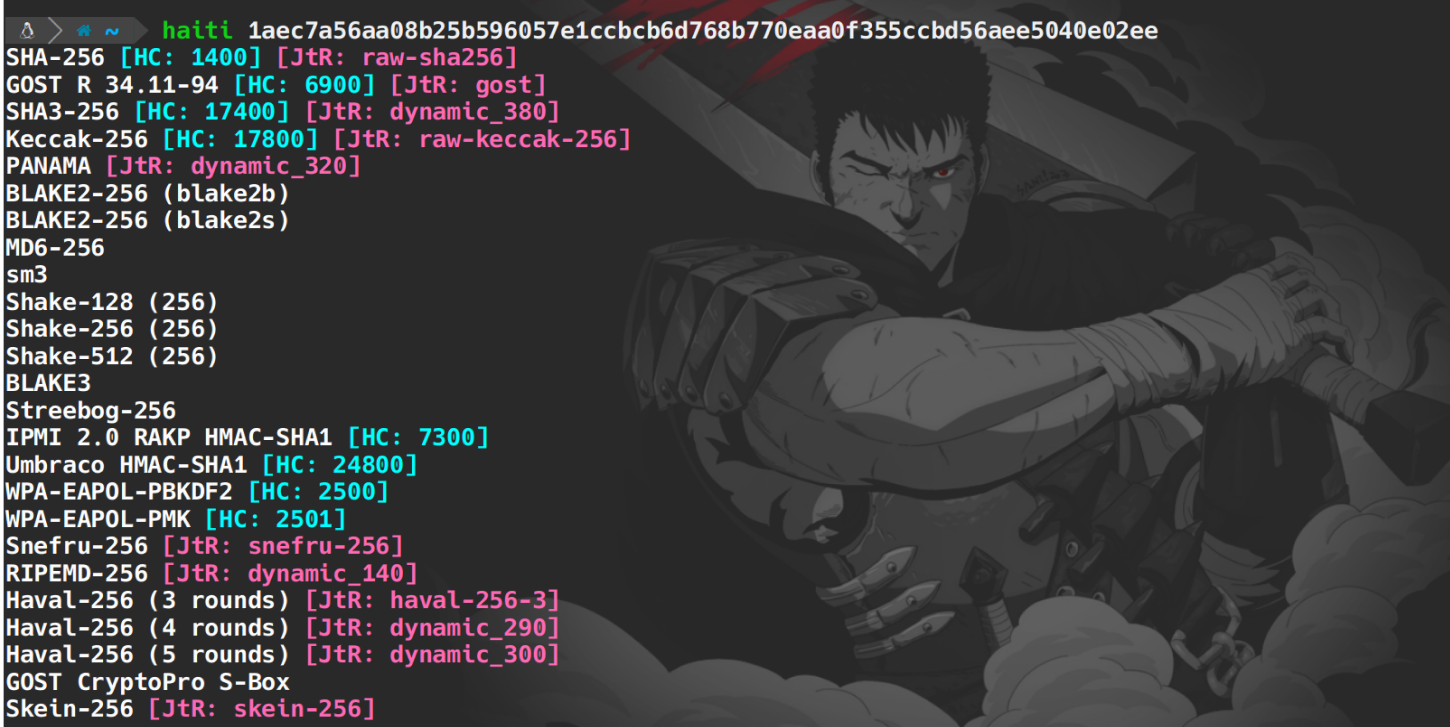 ~ haiti 1aec7a56aa08b25b596057e1ccbcb6d768b770eaa0f355ccbd56aee5040e02ee
SHA-256 [HC: 1400] [JtR: raw-sha256]
GOST R 34.11-94 [HC: 6900] [JtR: gost]
SHA3-256 [HC: 17400] [JtR: dynamic_380]
Keccak-256 [HC: 17800] [JtR: raw-keccak-256]
PANAMA [JtR: dynamic_320]
BLAKE2-256 (blake2b)
BLAKE2-256 (blake2s)
MD6-256
sm3
Shake-128 (256)
Shake-256 (256)
Shake-512 (256)
BLAKE3
Streebog-256
IPMI 2.0 RAKP HMAC-SHA1 [HC: 7300]
Umbraco HMAC-SHA1 [HC: 24800]
WPA-EAPOL-PBKDF2 [HC: 2500]
WPA-EAPOL-PMK [HC: 2501]
Snefru-256 [JtR: snefru-256]
RIPEMD-256 [JtR: dynamic_140]
Haval-256 (3 rounds) [JtR: haval-256-3]
Haval-256 (4 rounds) [JtR: dynamic_290]
Haval-256 (5 rounds) [JtR: dynamic_300]
GOST CryptoPro S-Box
Skein-256 [JtR: skein-256]